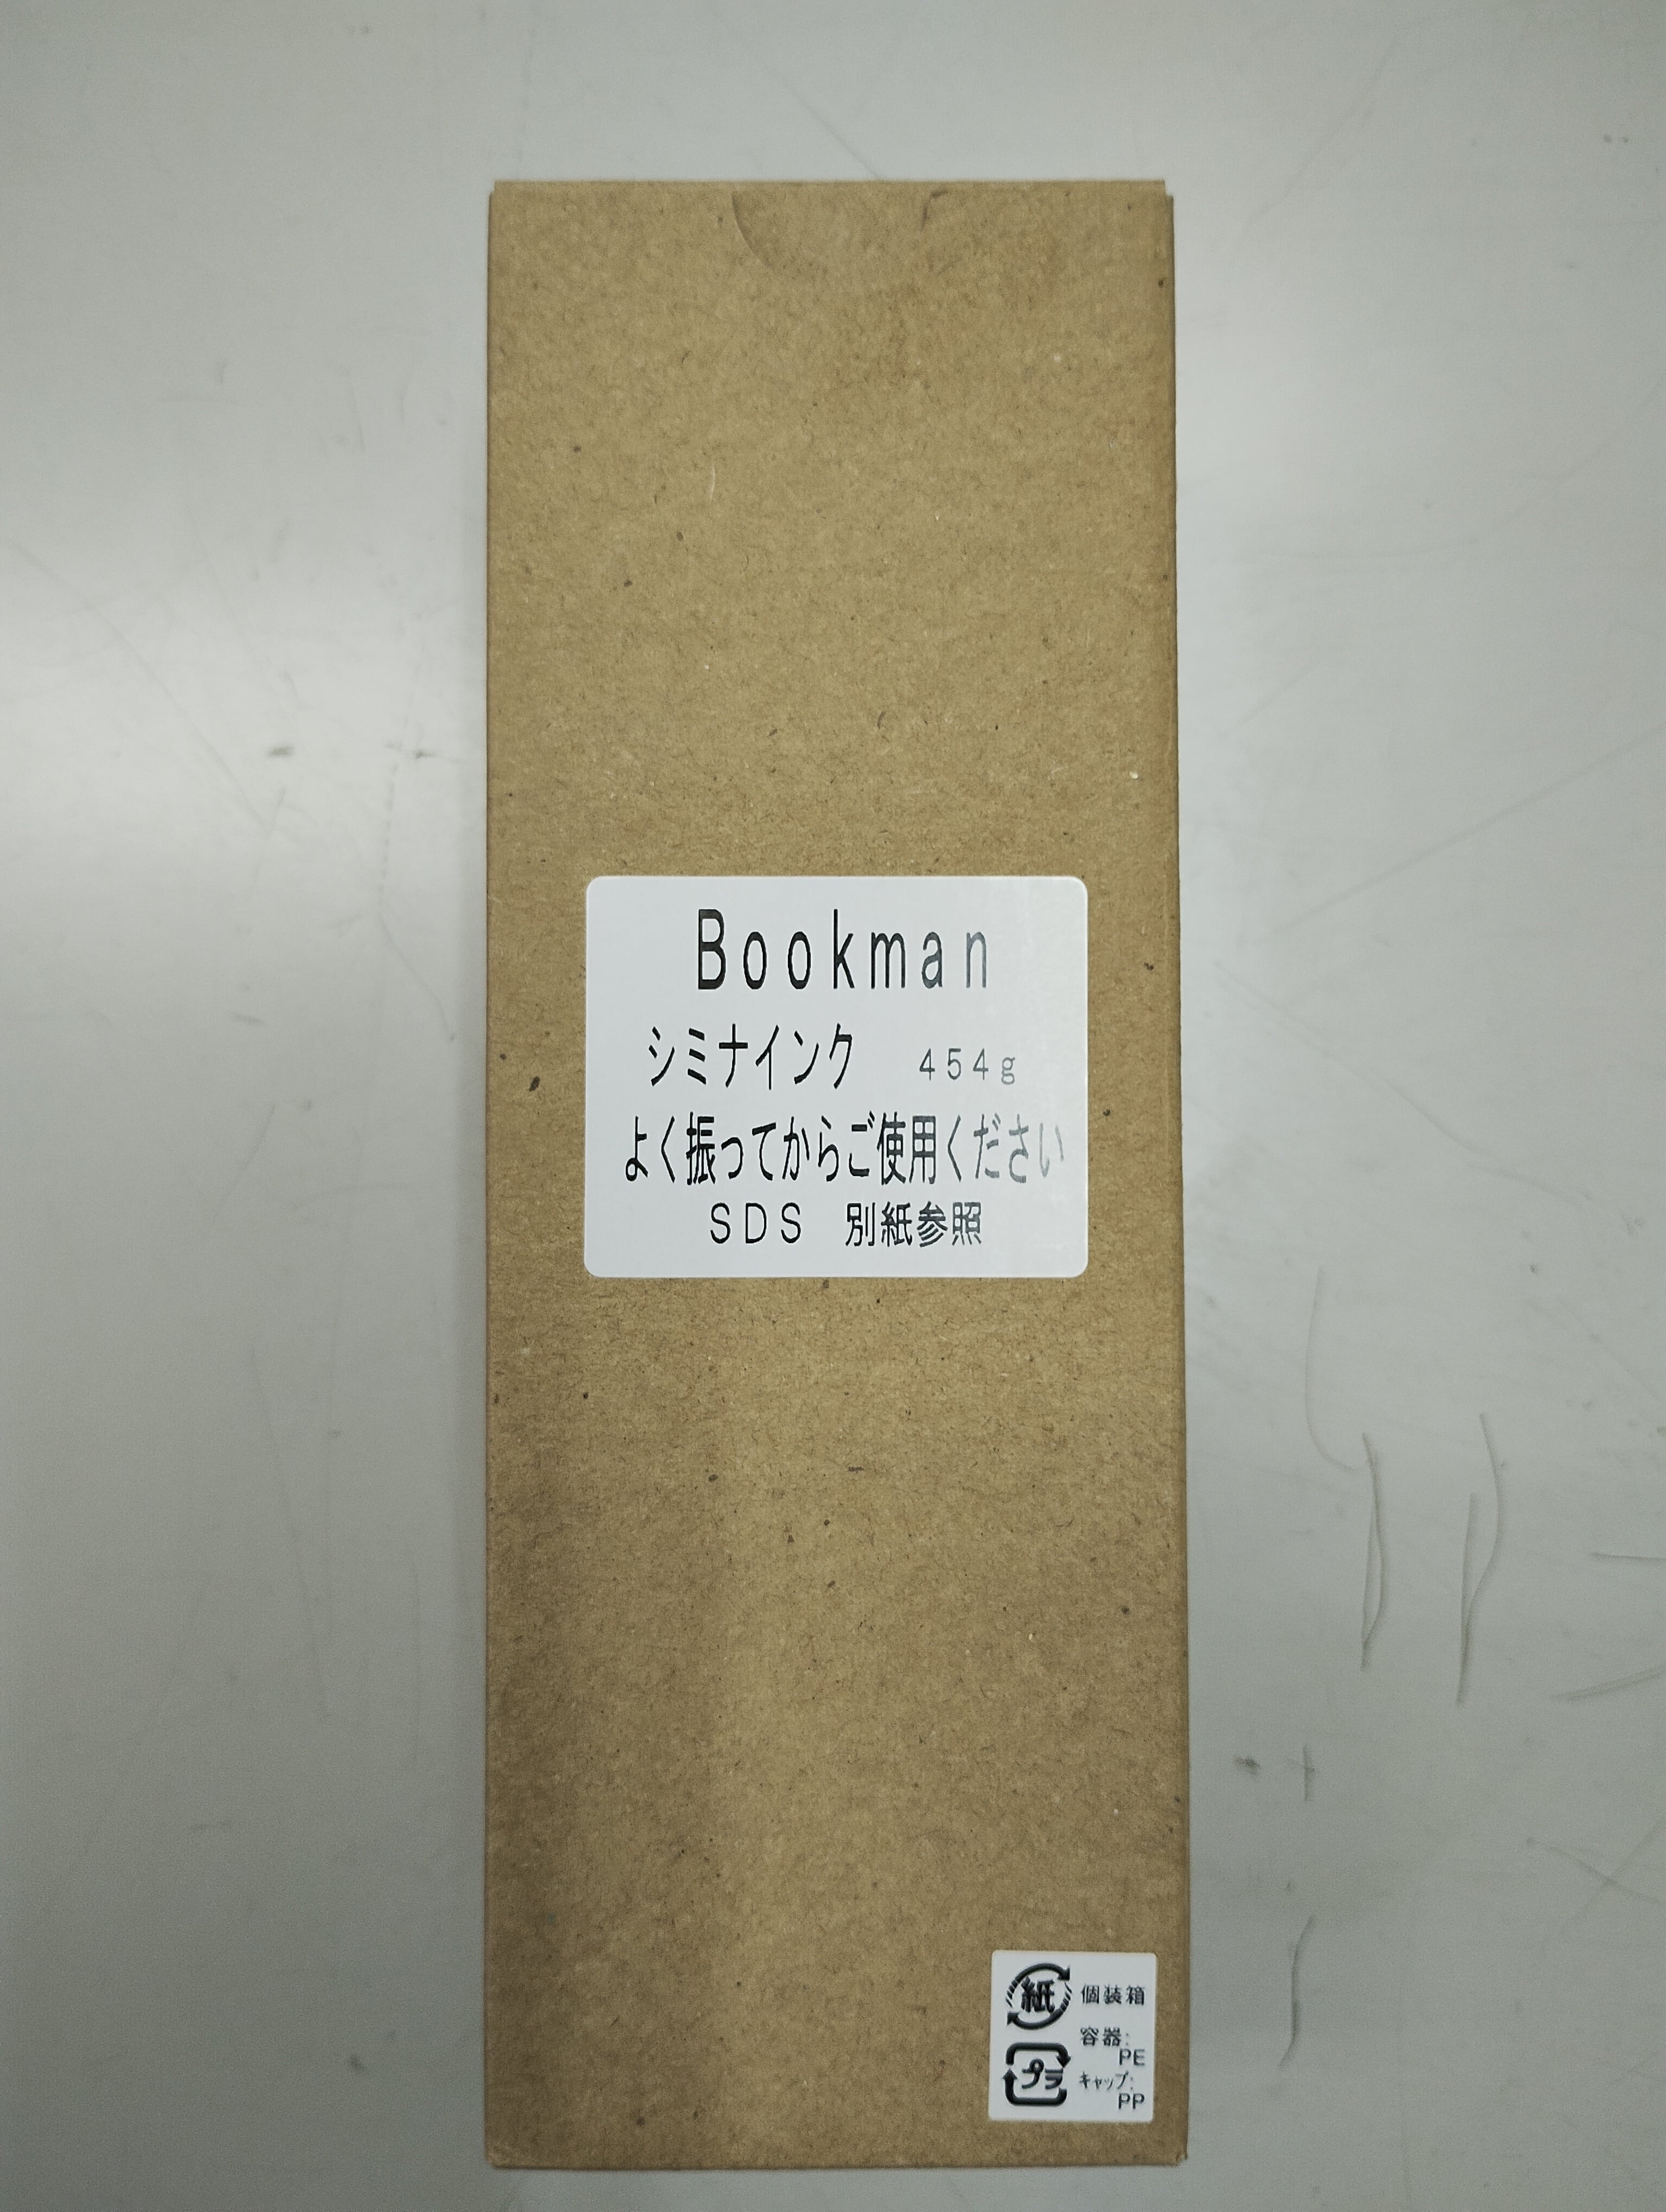 Bookman
シミナインク　454g
よく振ってからご使用ください
SDS　別紙参照
紙 個装箱
容器:
PE
プラ キャップ:
PP